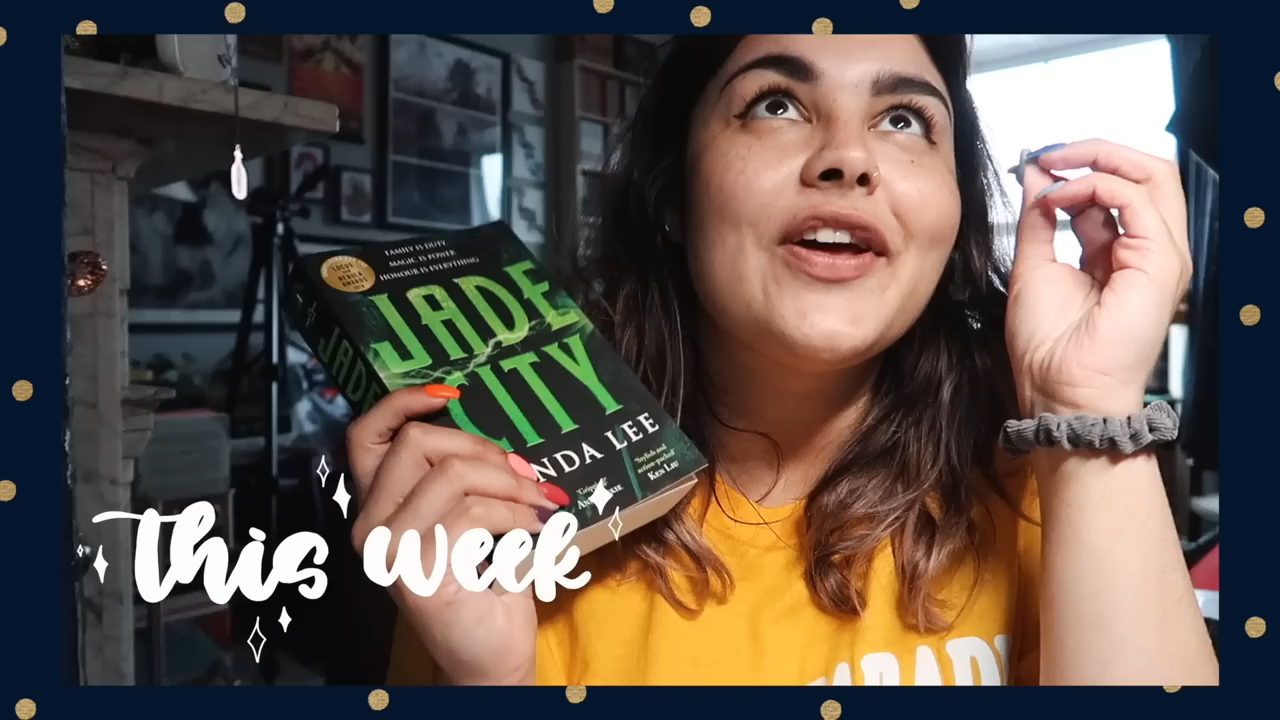 FAMILY IS DUTY
MAGIC IS POWER
HONOUR IS EVERYTHING
JADE
CITY
NDA LEE
'Stylish and
action-packed'
KEN LIU
JADE
this week